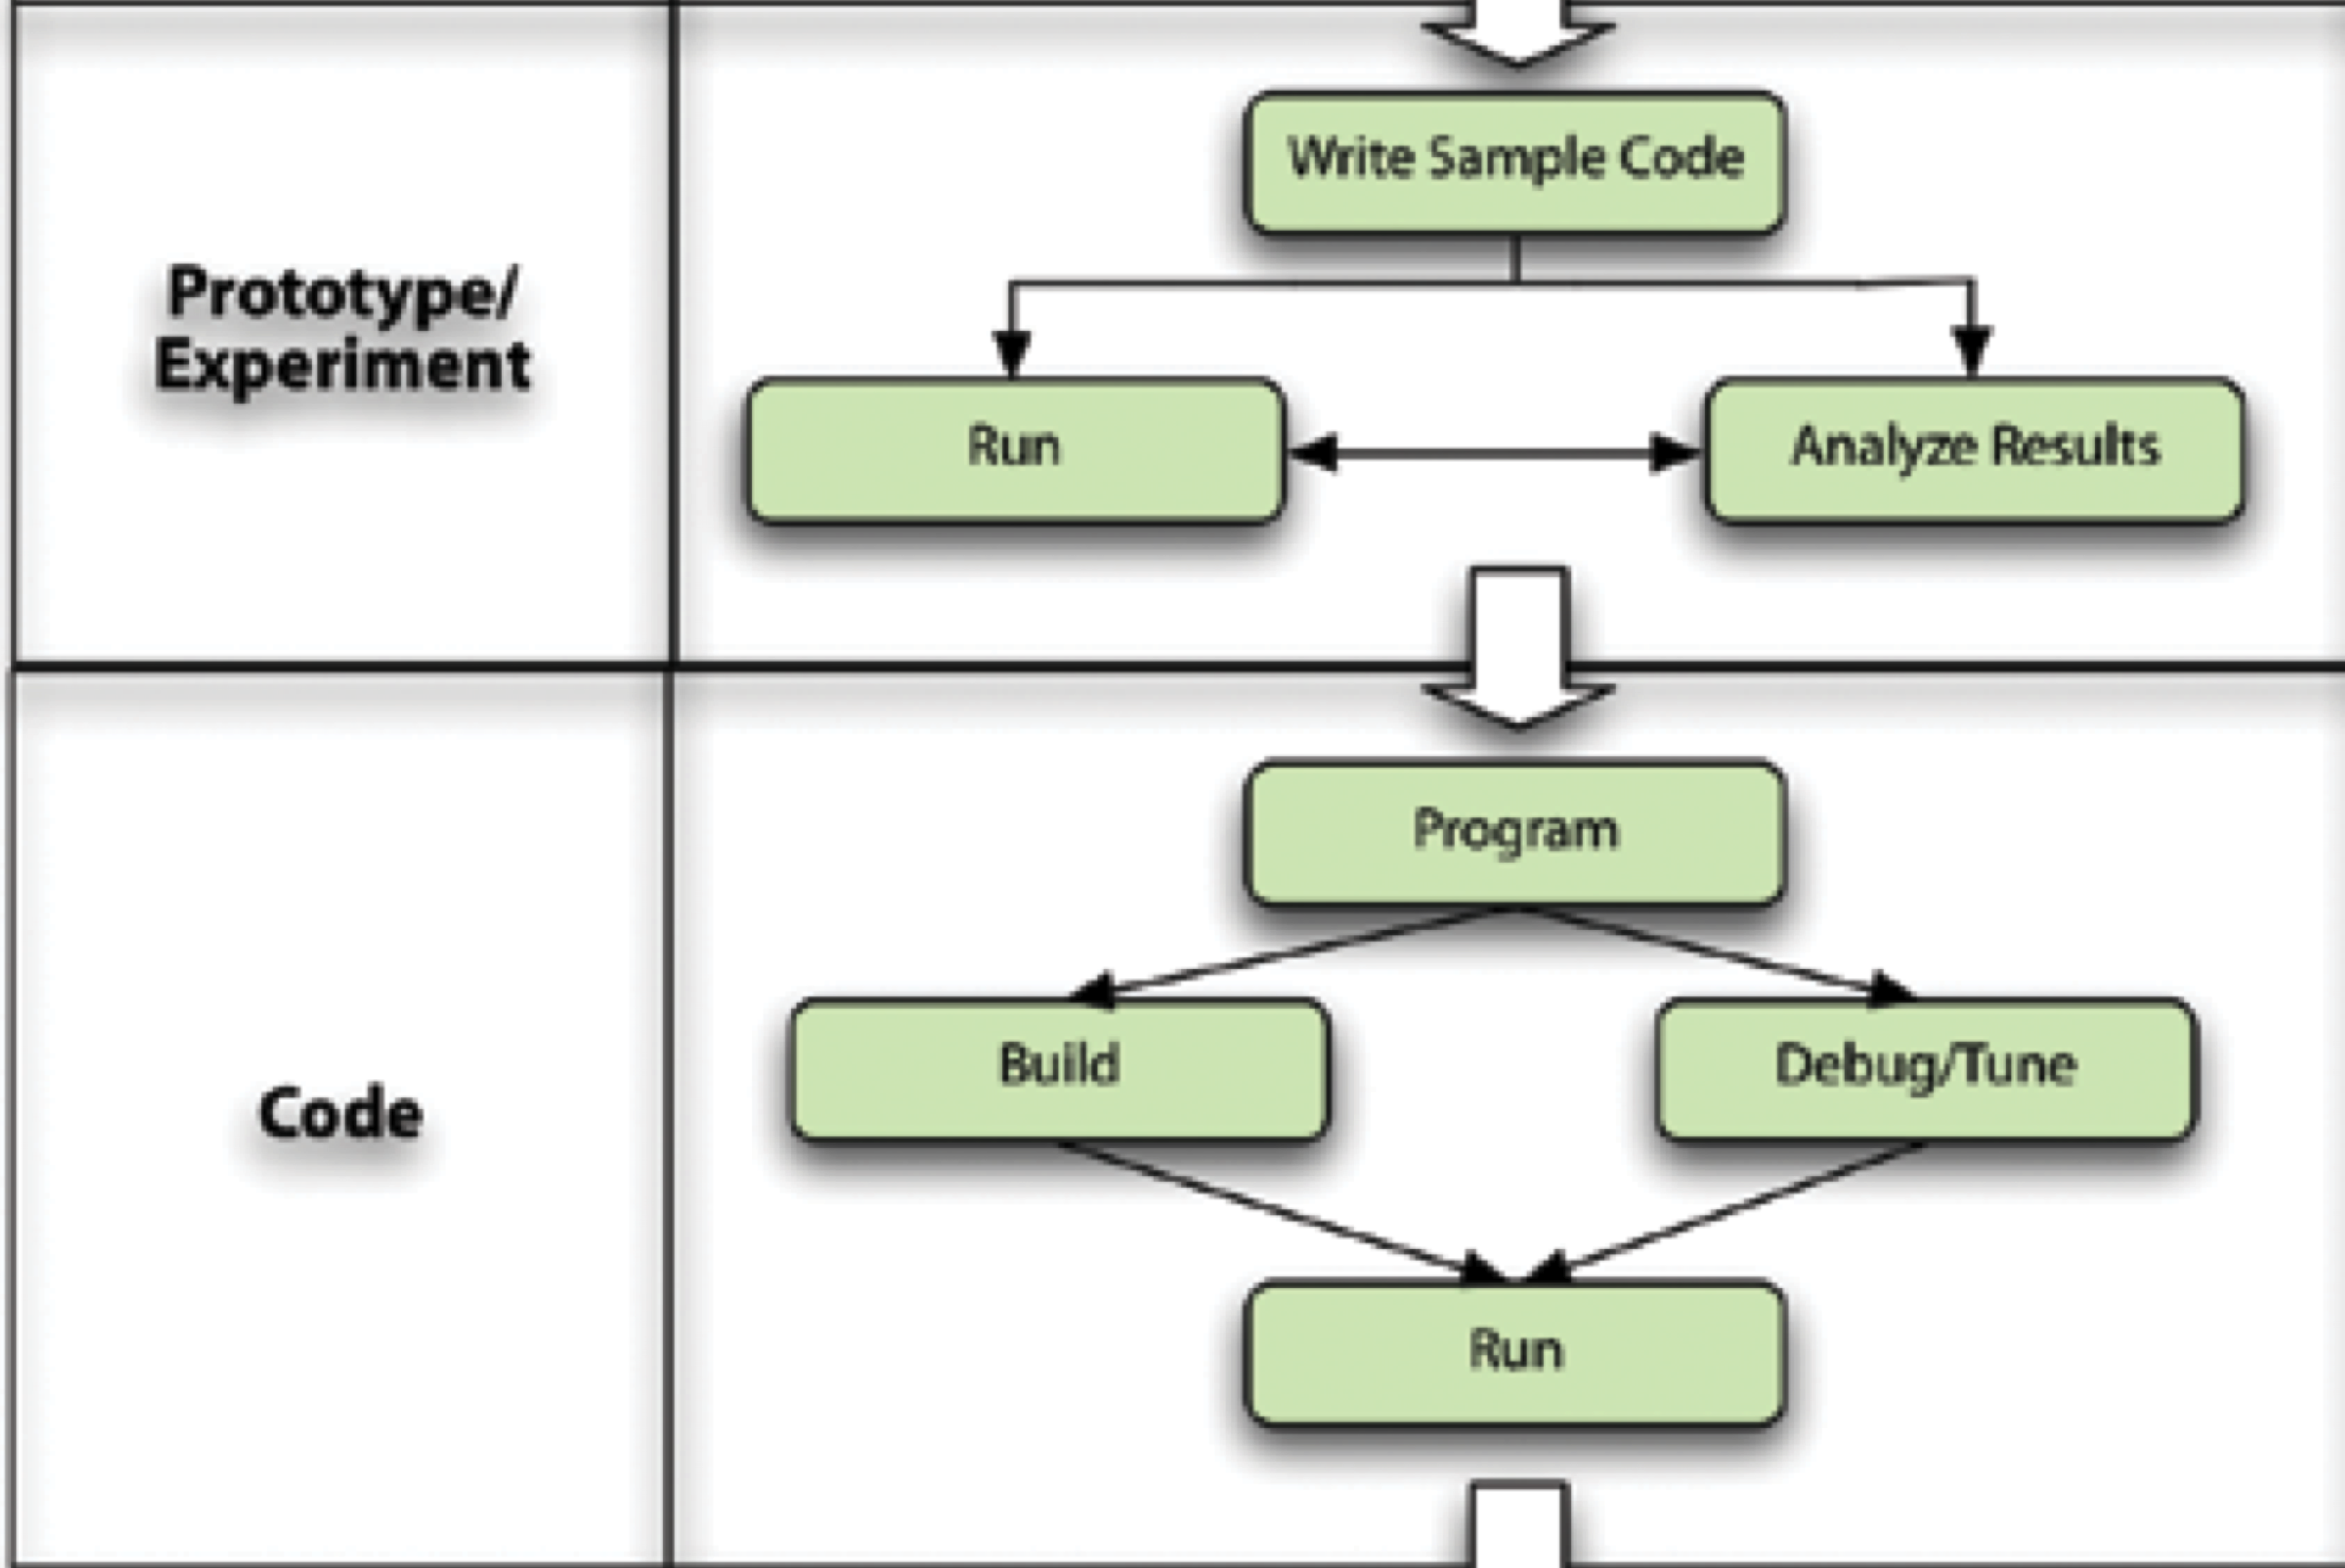 Prototype/
Experiment
Write Sample Code
Run
Analyze Results
Code
Program
Build
Debug/Tune
Run